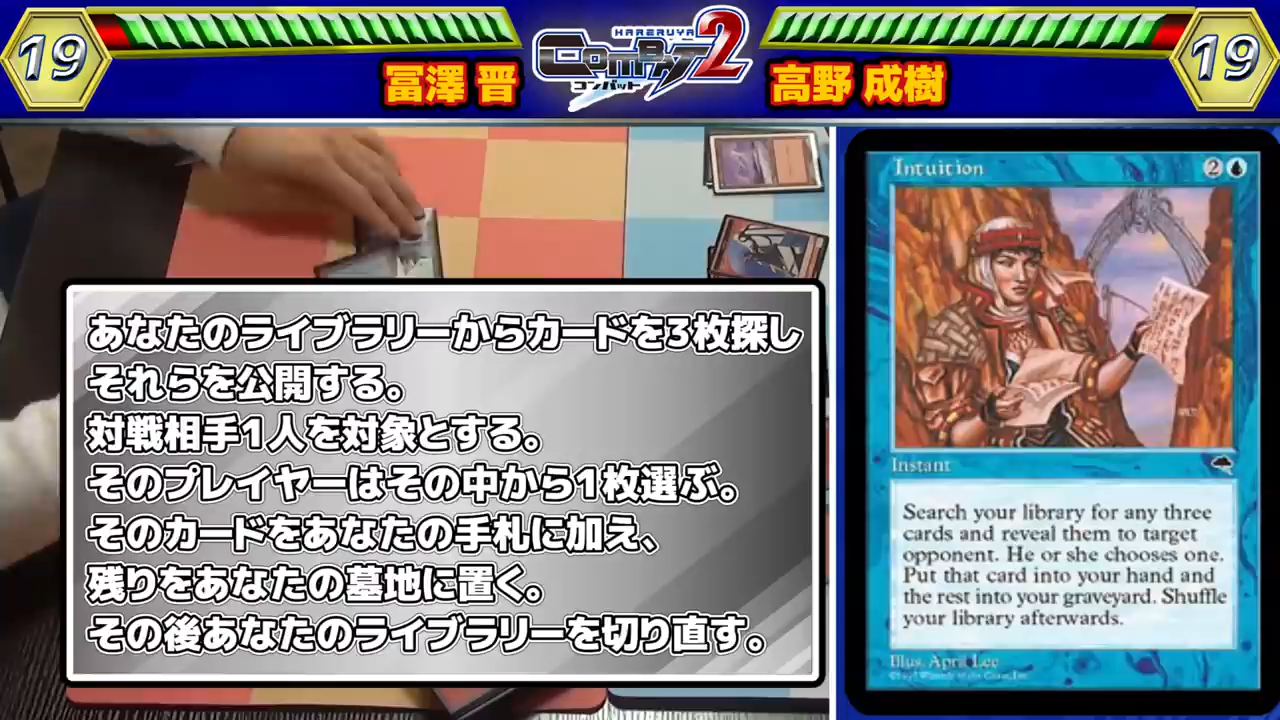 19
HARERUYA
COMBAT 2
コンバット
19
冨澤 晋
高野 成樹
あなたのライブラリーからカードを3枚探し
それらを公開する。
対戦相手1人を対象とする。
そのプレイヤーはその中から1枚選ぶ。
そのカードをあなたの手札に加え、
残りをあなたの墓地に置く。
その後あなたのライブラリーを切り直す。
Intuition
2
Instant
Search your library for any three
cards and reveal them to target
opponent. He or she chooses one.
Put that card into your hand and
the rest into your graveyard. Shuffle
your library afterwards.
Illus. April Lee